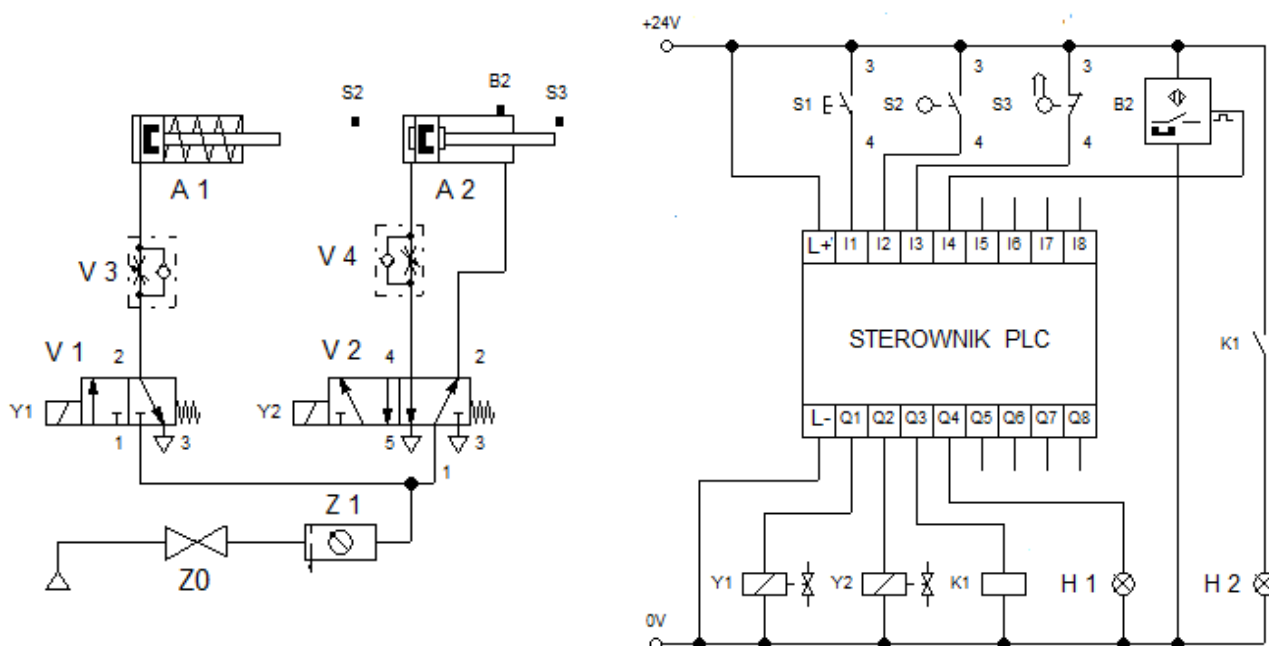 S2
B2
S3
A 1
A 2
V 3
V 4
V 1
2
V 2
4
2
Y1
Y2
1
3
5
3
1
Z 1
Z0
+24V
3
3
3
S1
S2
S3
B2
4
4
4
L+
I1
I2
I3
I4
I5
I6
I7
I8
STEROWNIK PLC
K1
L-
Q1
Q2
Q3
Q4
Q5
Q6
Q7
Q8
Y1
Y2
K1
H 1
H 2
0V